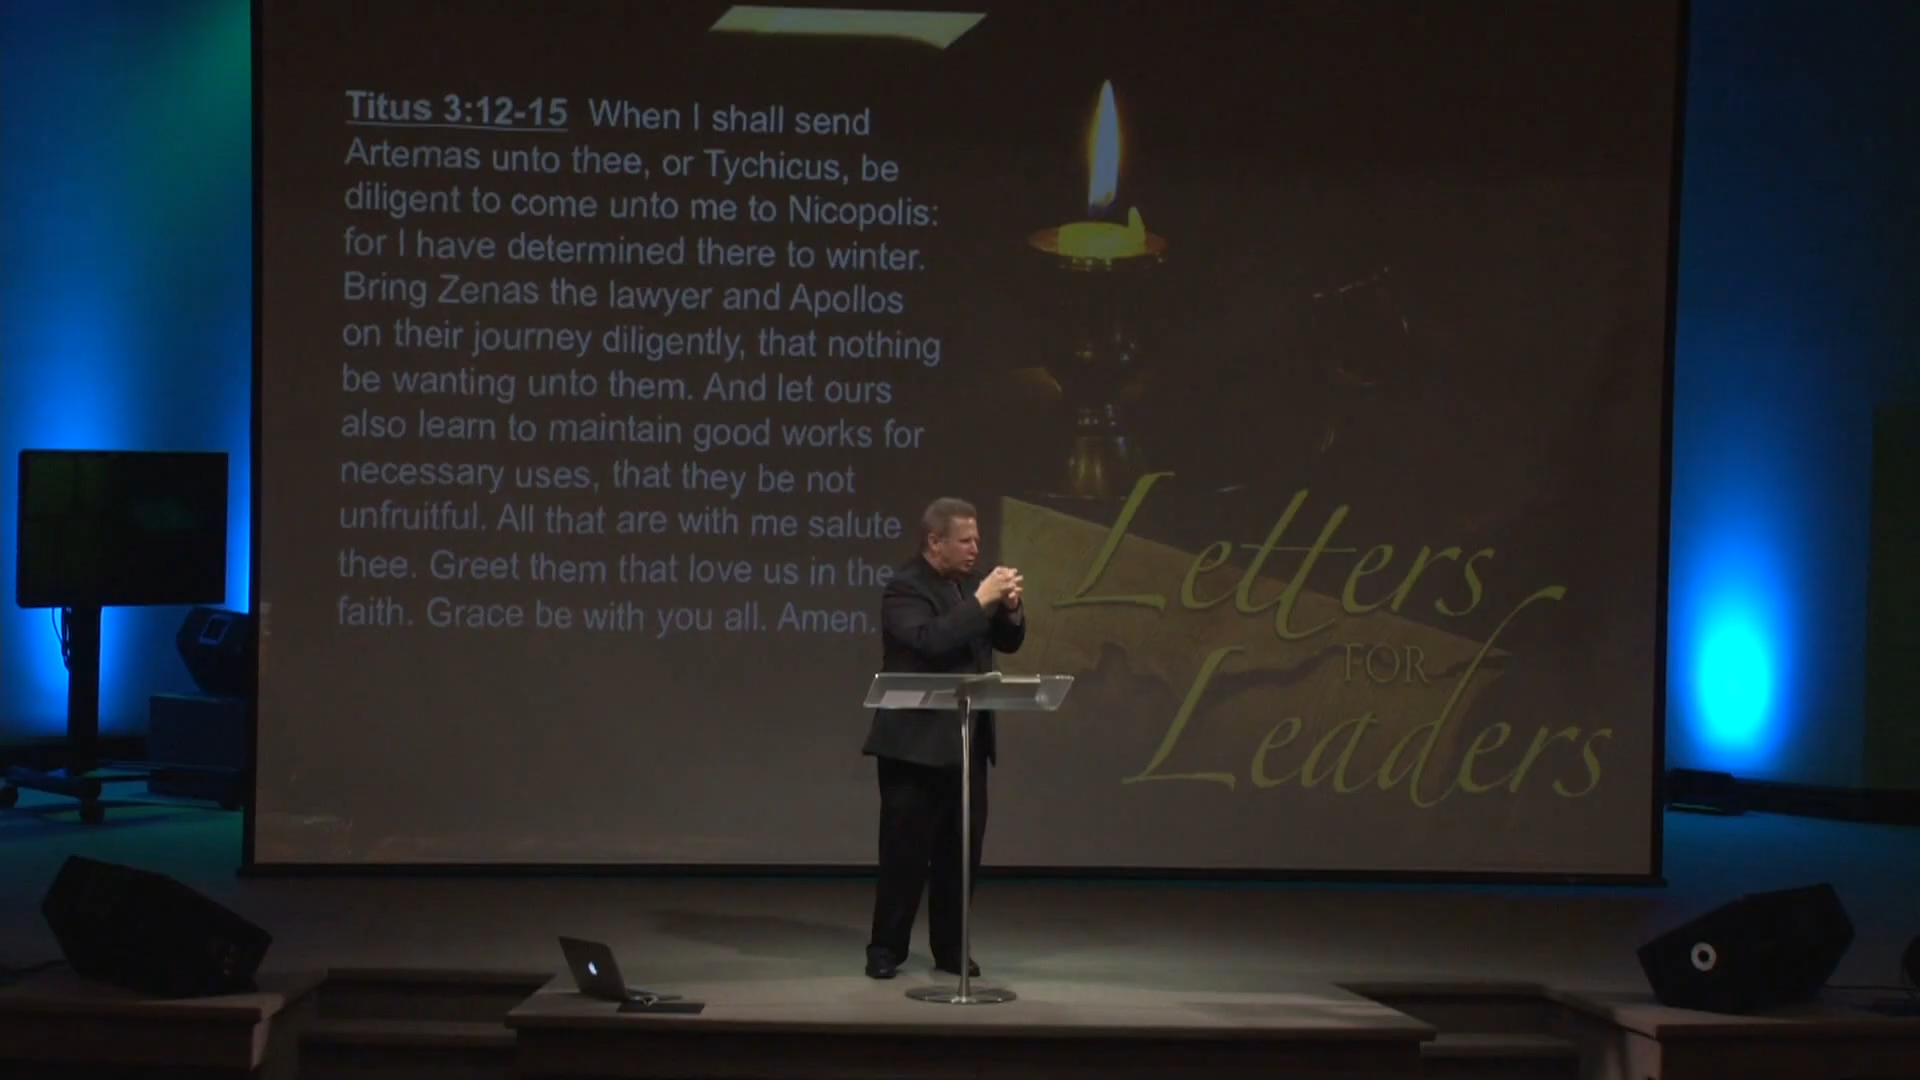 Titus 3:12-15 When I shall send
Artemas unto thee, or Tychicus, be
diligent to come unto me to Nicopolis:
for I have determined there to winter.
Bring Zenas the lawyer and Apollos
on their journey diligently, that nothing
be wanting unto them. And let ours
also learn to maintain good works for
necessary uses, that they be not
unfruitful. All that are with me salute
thee. Greet them that love us in the
faith. Grace be with you all. Amen.
Letters
FOR
Leaders